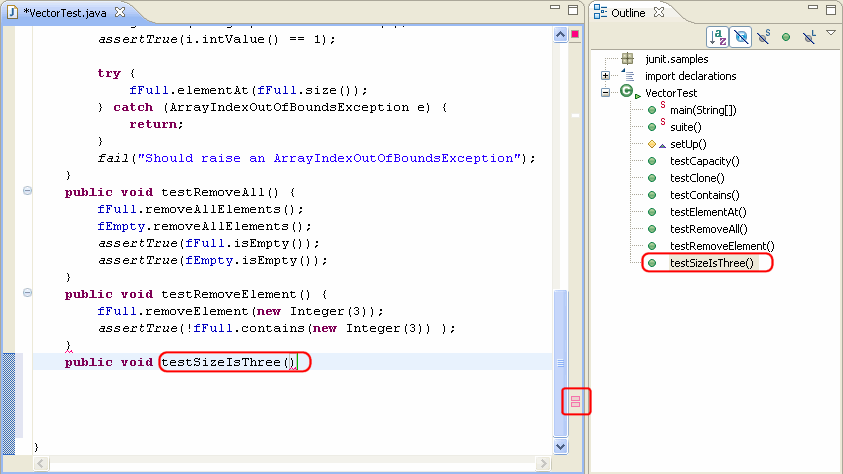 *VectorTest.java
assertTrue(i.intValue() == 1);
try {
fFull.elementAt(fFull.size());
} catch (ArrayIndexOutOfBoundsException e) {
return;
}
fail("Should raise an ArrayIndexOutOfBoundsException");
}
public void testRemoveAll() {
fFull.removeAllElements();
fEmpty.removeAllElements();
assertTrue(fFull.isEmpty());
assertTrue(fEmpty.isEmpty());
}
public void testRemoveElement() {
fFull.removeElement(new Integer(3));
assertTrue(!fFull.contains(new Integer(3)) );
}
public void testSizeIsThree()
}
Outline
junit.samples
import declarations
VectorTest
main(String[])
suite()
setUp()
testCapacity()
testClone()
testContains()
testElementAt()
testRemoveAll()
testRemoveElement()
testSizeIsThree()